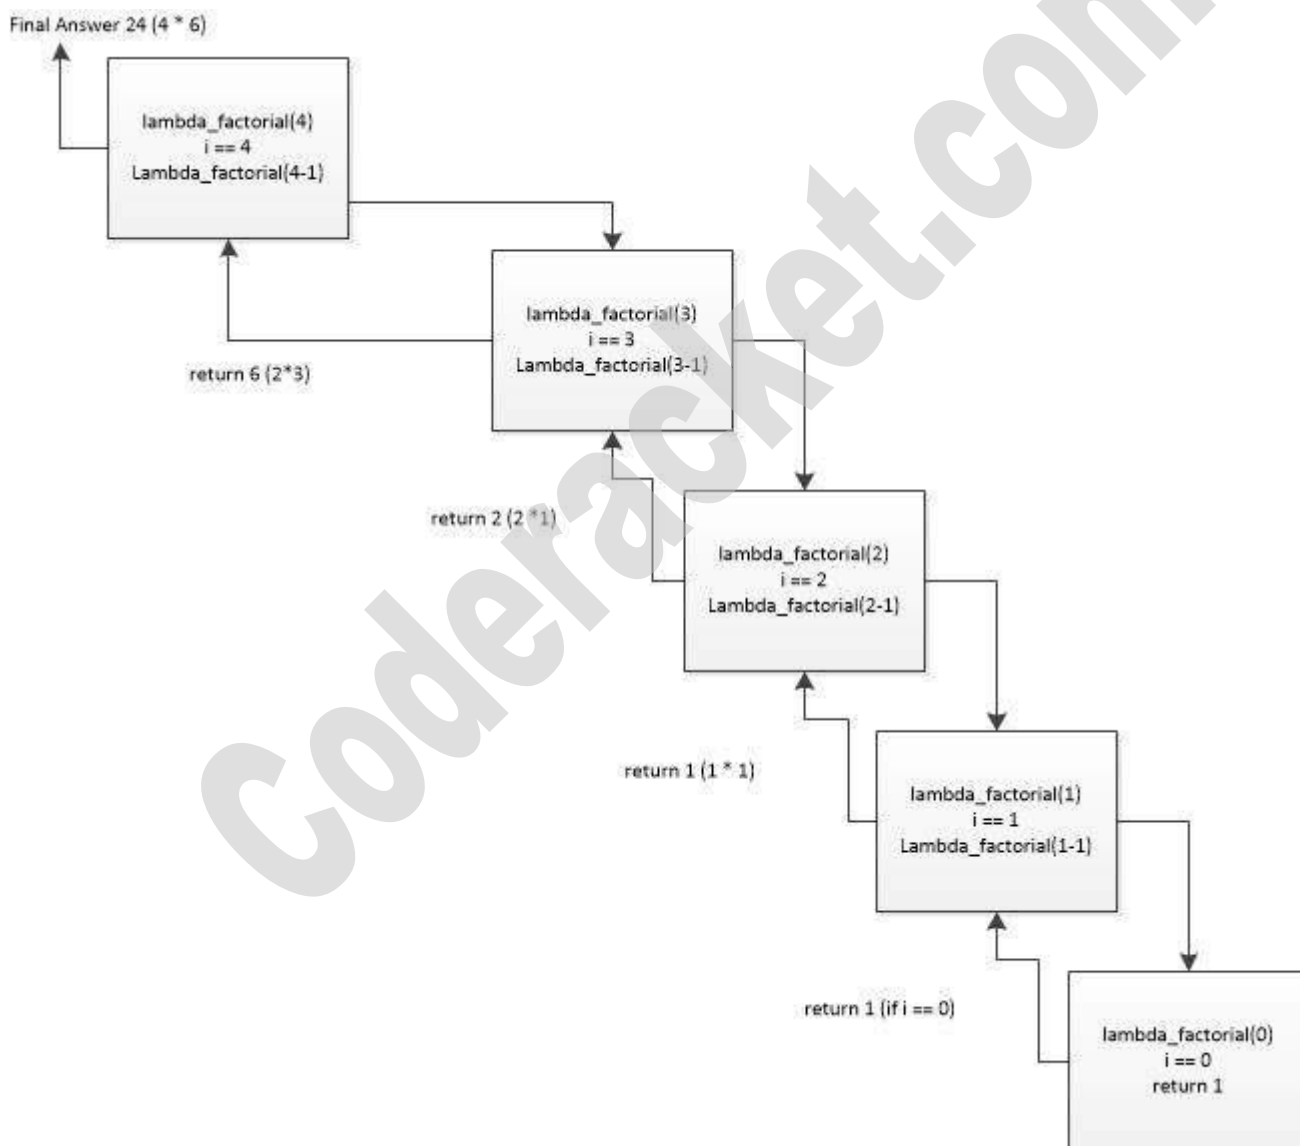 Final Answer 24 (4 * 6)
lambda_factorial(4)
i == 4
Lambda_factorial(4-1)
lambda_factorial(3)
i == 3
Lambda_factorial(3-1)
return 6 (2*3)
return 2 (2 *1)
lambda_factorial(2)
i == 2
Lambda_factorial(2-1)
return 1 (1 * 1)
lambda_factorial(1)
i == 1
Lambda_factorial(1-1)
return 1 (if i == 0)
lambda_factorial(0)
i == 0
return 1
Coderacket.com